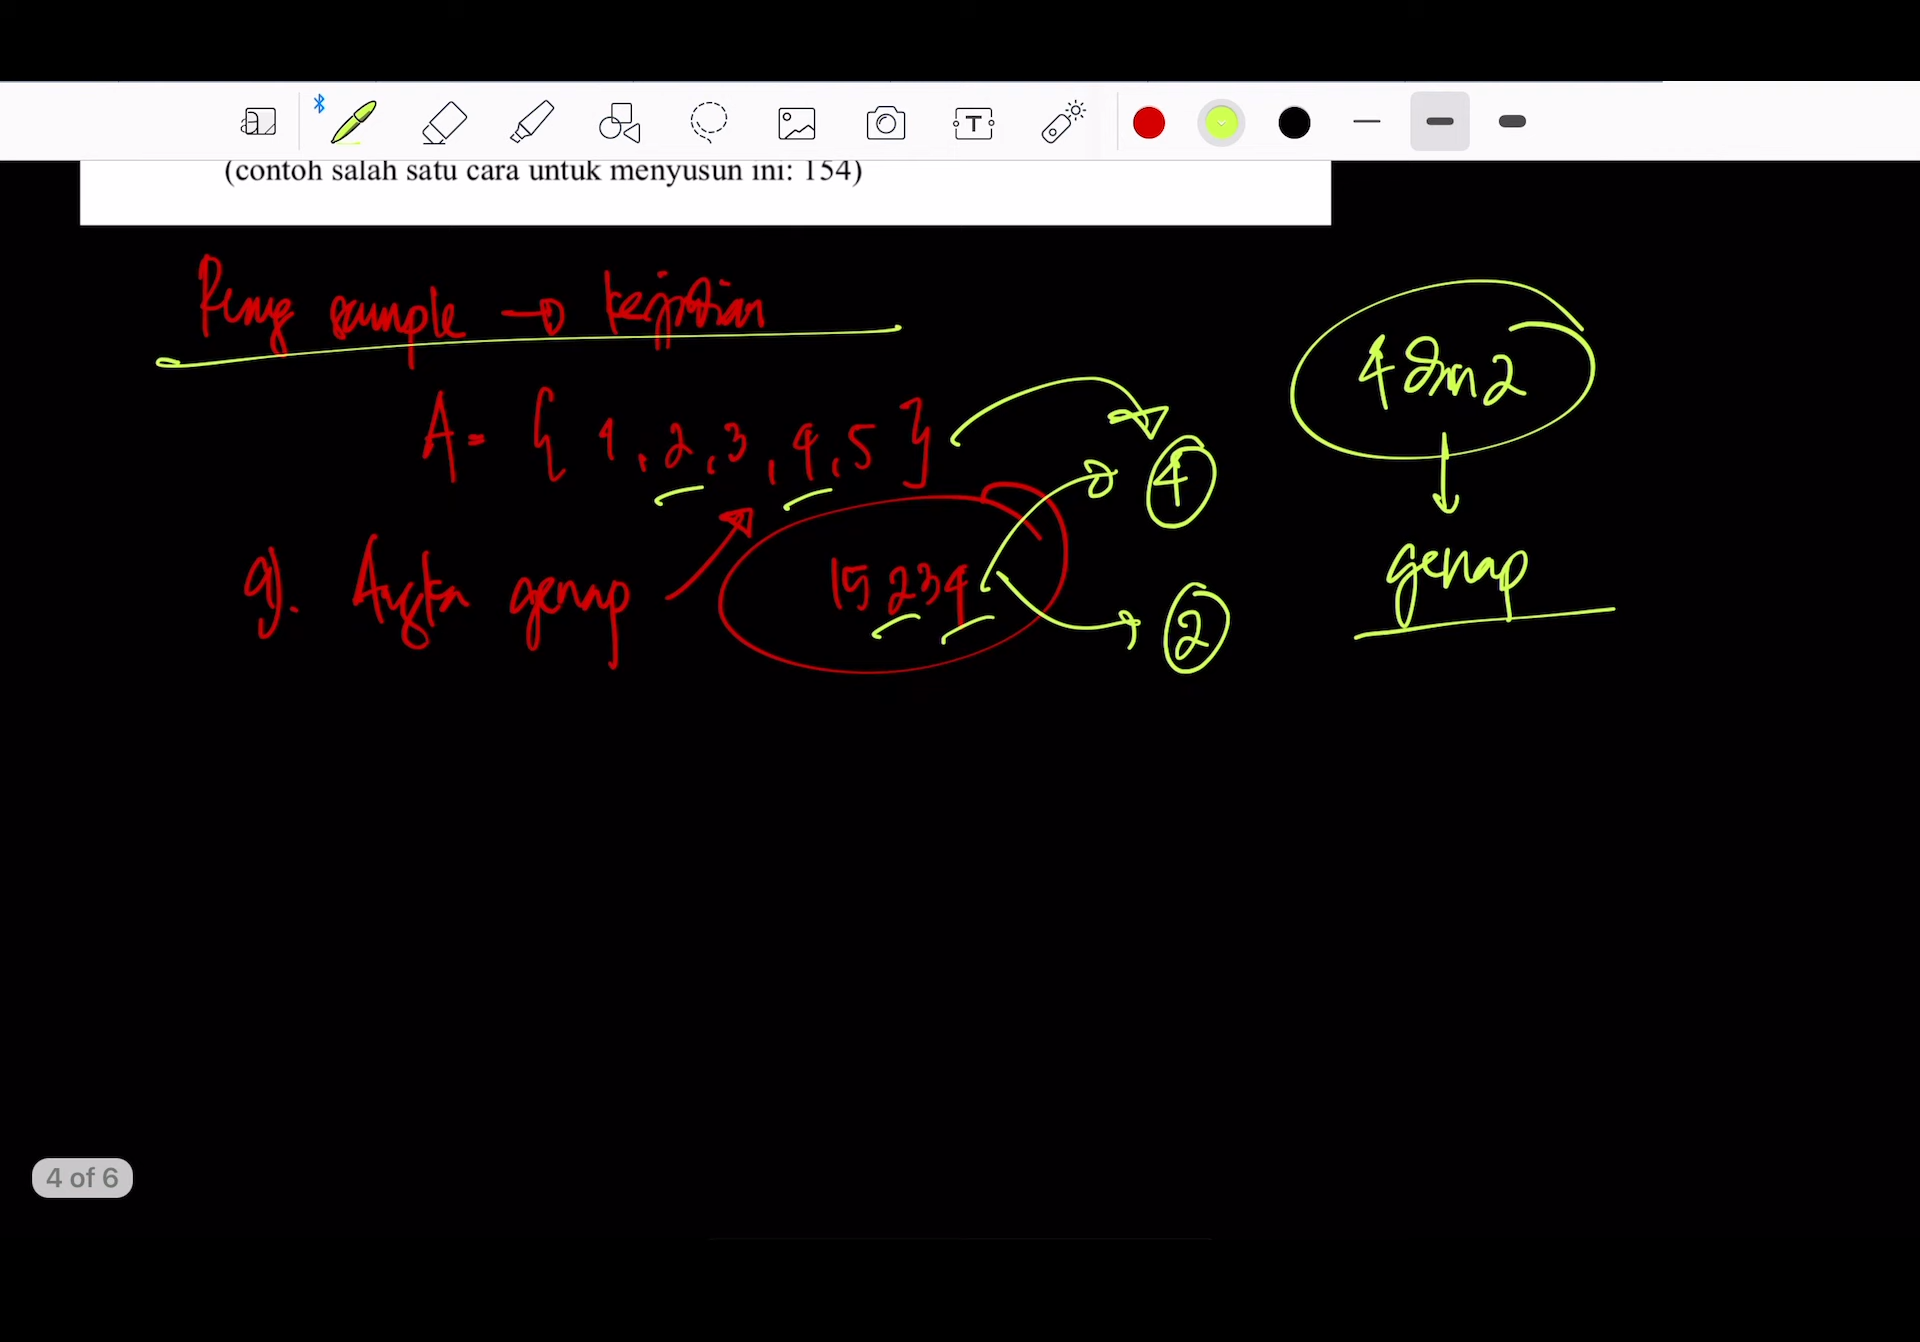 (contoh salah satu cara untuk menyusun ini: 154)
Ruang sample → kejadian
A = { 1, 2, 3, 4, 5 }
4 dan 2
4
a). Angka genap
15234
genap
2
4 of 6